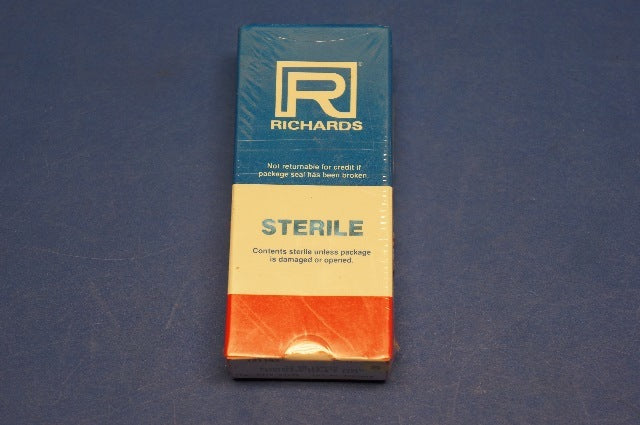 R
RICHARDS
Not returnable for credit if
package seal has been broken.
STERILE
Contents sterile unless package
is damaged or opened.